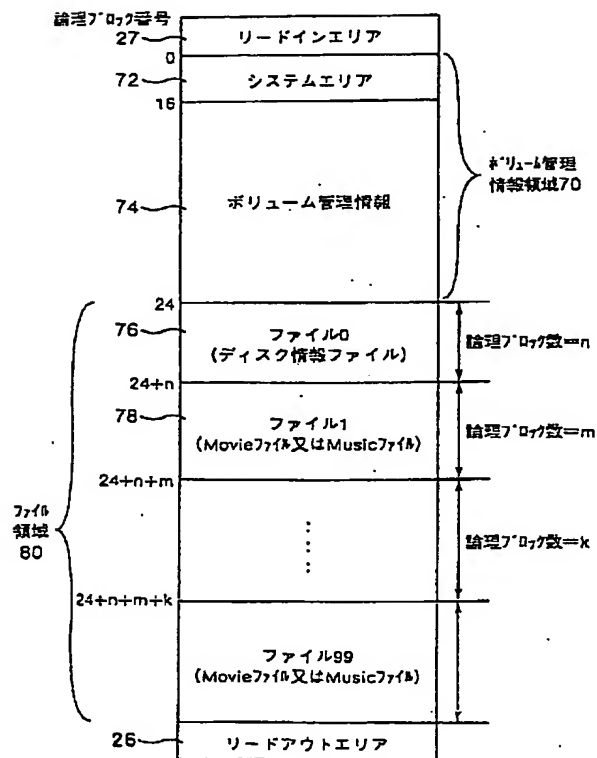 論理ブロック番号
27
リードインエリア
0
72
システムエリア
16
ボリューム管理
情報領域70
74
ボリューム管理情報
24
76
ファイル0
(ディスク情報ファイル)
論理ブロック数=n
24+n
78
ファイル1
(Movieファイル又はMusicファイル)
論理ブロック数=m
24+n+m
ファイル
領域
80
論理ブロック数=k
24+n+m+k
ファイル99
(Movieファイル又はMusicファイル)
26
リードアウトエリア